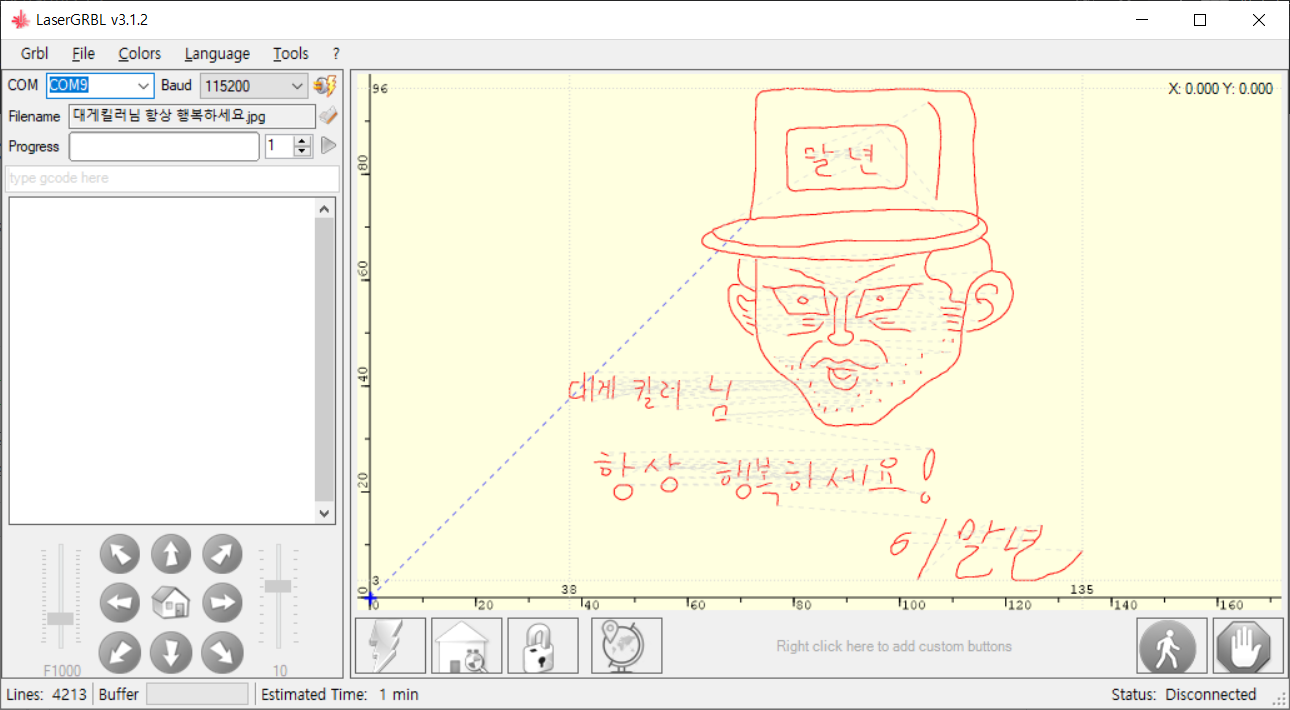 LaserGRBL v3.1.2
Grbl File Colors Language Tools ?
COM COM9 Baud 115200
Filename 대게킬러님 항상 행복하세요.jpg
Progress 1
type gcode here
F1000 10
X: 0.000 Y: 0.000
96
80
60
40
20
0
3
38
135
0 20 40 60 80 100 120 140 160
말년
대게 킬러 님
항상 행복하세요!
이말년
Right click here to add custom buttons
Lines: 4213 Buffer Estimated Time: 1 min Status: Disconnected